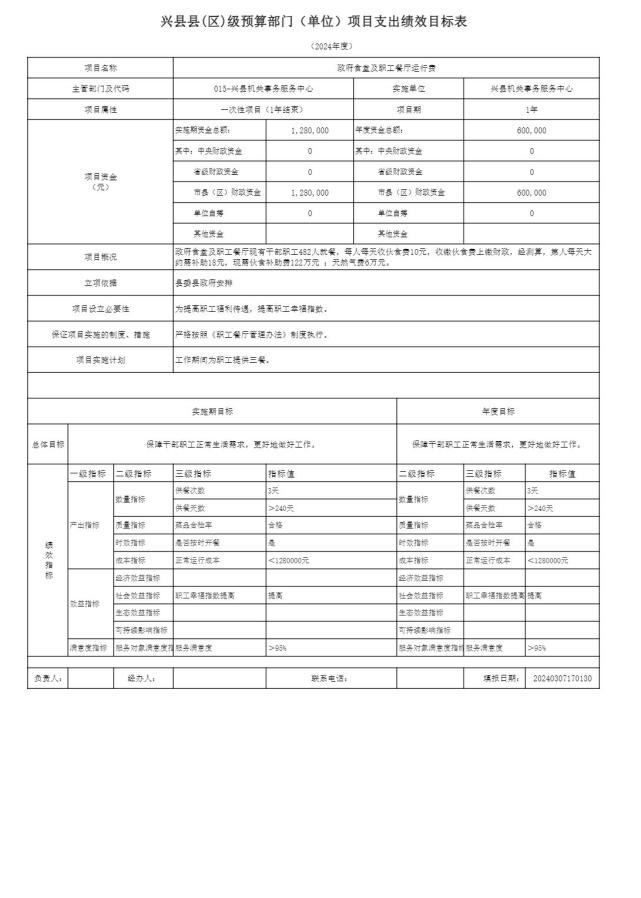 兴县县(区)级预算部门（单位）项目支出绩效目标表
（2024年度）
项目名称 政府食堂及职工餐厅运行费
主管部门及代码 015-兴县机关事务服务中心 实施单位 兴县机关事务服务中心
项目属性 一次性项目（1年结束） 项目期 1年
项目资金（元） 实施期资金总额： 1,280,000 年度资金总额： 600,000
其中：中央财政资金 0 其中：中央财政资金 0
省级财政资金 0 省级财政资金 0
市县（区）财政资金 1,280,000 市县（区）财政资金 600,000
单位自筹 0 单位自筹 0
其他资金 其他资金
项目概况 政府食堂及职工餐厅现有干部职工482人就餐，每人每天收伙食费10元，收缴伙食费上缴财政，经测算，第人每天大
约需补助18元，现需伙食补助费122万元 ；天然气费6万元。
立项依据 县委县政府安排
项目设立必要性 为提高职工福利待遇，提高职工幸福指数。
保证项目实施的制度、措施 严格按照《职工餐厅管理办法》制度执行。
项目实施计划 工作期间为职工提供三餐。
实施期目标 年度目标
总体目标 保障干部职工正常生活需求，更好地做好工作。 保障干部职工正常生活需求，更好地做好工作。
绩效指标 一级指标 二级指标 三级指标 指标值 二级指标 三级指标 指标值
产出指标 数量指标 供餐次数 3天 数量指标 供餐次数 3天
供餐天数 ＞240天 供餐天数 ＞240天
质量指标 菜品合检率 合格 质量指标 菜品合检率 合格
时效指标 是否按时开餐 是 时效指标 是否按时开餐 是
成本指标 正常运行成本 ＜1280000元 成本指标 正常运行成本 ＜1280000元
效益指标 经济效益指标 经济效益指标
社会效益指标 职工幸福指数提高 提高 社会效益指标 职工幸福指数提高 提高
生态效益指标 生态效益指标
可持续影响指标 可持续影响指标
满意度指标 服务对象满意度指 服务满意度 ＞95% 服务对象满意度指 服务满意度 ＞95%
负责人： 经办人： 联系电话： 填报日期： 20240307170130